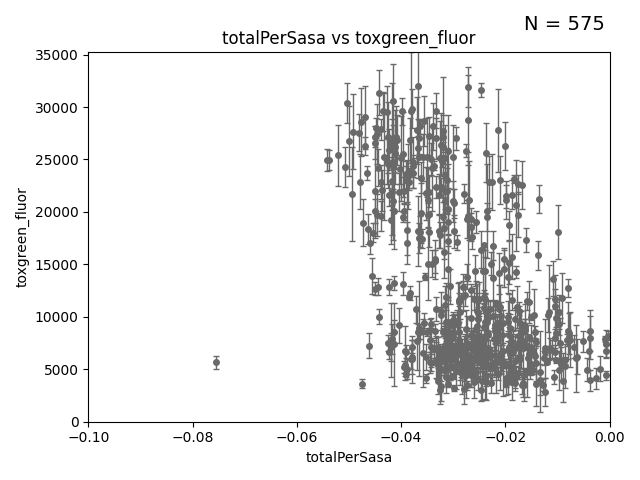 N = 575
totalPerSasa vs toxgreen_fluor
toxgreen_fluor
35000
30000
25000
20000
15000
10000
5000
0
−0.10 −0.08 −0.06 −0.04 −0.02 0.00
totalPerSasa